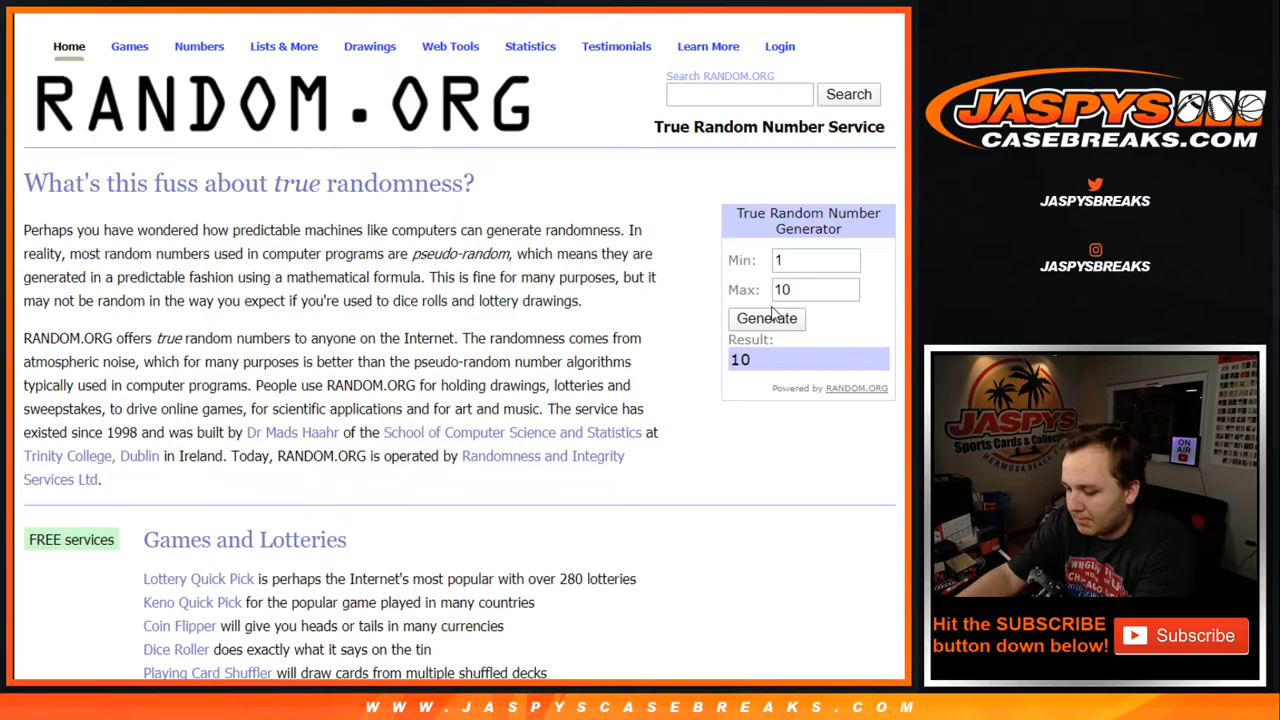 Home Games Numbers Lists & More Drawings Web Tools Statistics Testimonials Learn More Login
RANDOM.ORG
Search RANDOM.ORG
Search
True Random Number Service
What's this fuss about true randomness?
Perhaps you have wondered how predictable machines like computers can generate randomness. In
reality, most random numbers used in computer programs are pseudo-random, which means they are
generated in a predictable fashion using a mathematical formula. This is fine for many purposes, but it
may not be random in the way you expect if you're used to dice rolls and lottery drawings.
RANDOM.ORG offers true random numbers to anyone on the Internet. The randomness comes from
atmospheric noise, which for many purposes is better than the pseudo-random number algorithms
typically used in computer programs. People use RANDOM.ORG for holding drawings, lotteries and
sweepstakes, to drive online games, for scientific applications and for art and music. The service has
existed since 1998 and was built by Dr Mads Haahr of the School of Computer Science and Statistics at
Trinity College, Dublin in Ireland. Today, RANDOM.ORG is operated by Randomness and Integrity
Services Ltd.
True Random Number
Generator
Min: 1
Max: 10
Generate
Result:
10
Powered by RANDOM.ORG
FREE services
Games and Lotteries
Lottery Quick Pick is perhaps the Internet's most popular with over 280 lotteries
Keno Quick Pick for the popular game played in many countries
Coin Flipper will give you heads or tails in many currencies
Dice Roller does exactly what it says on the tin
Playing Card Shuffler will draw cards from multiple shuffled decks
JASPYS
CASEBREAKS.COM
JASPYSBREAKS
JASPYSBREAKS
JASPYS
Sports Cards & Collectibles
HERMOSA BEACH
ON
AIR
Hit the SUBSCRIBE
button down below!
Subscribe
WWW.JASPYSCASEBREAKS.COM